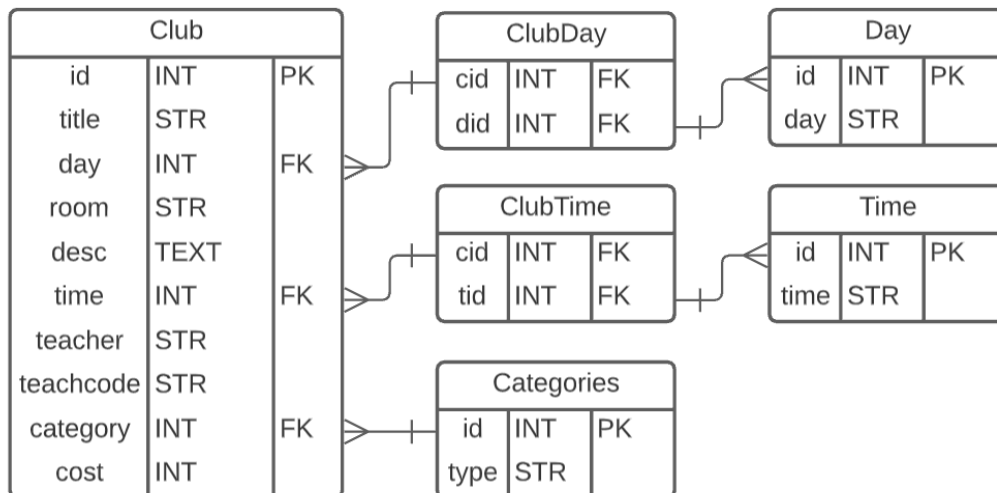 Club
id INT PK
title STR
day INT FK
room STR
desc TEXT
time INT FK
teacher STR
teachcode STR
category INT FK
cost INT
ClubDay
cid INT FK
did INT FK
Day
id INT PK
day STR
ClubTime
cid INT FK
tid INT FK
Time
id INT PK
time STR
Categories
id INT PK
type STR